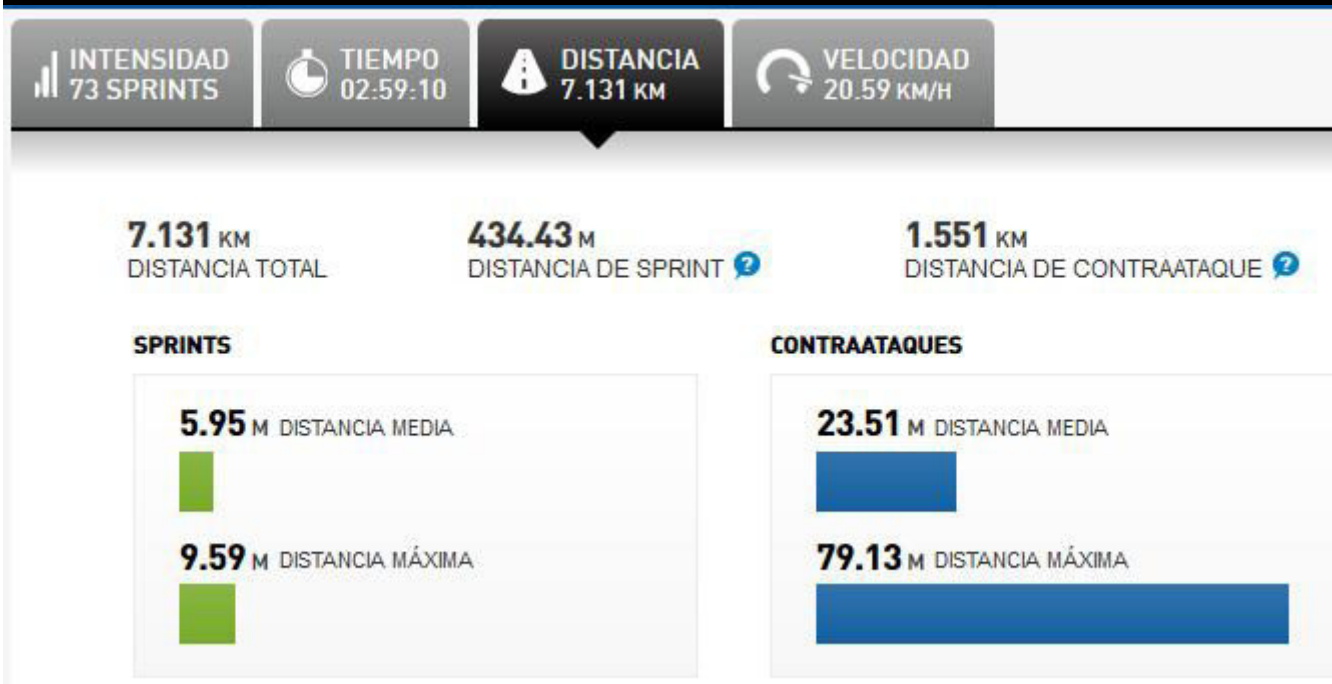 INTENSIDAD
73 SPRINTS
TIEMPO
02:59:10
DISTANCIA
7.131 KM
VELOCIDAD
20.59 KM/H
7.131 KM
DISTANCIA TOTAL
434.43 M
DISTANCIA DE SPRINT ?
1.551 KM
DISTANCIA DE CONTRAATAQUE ?
SPRINTS
5.95 M DISTANCIA MEDIA
9.59 M DISTANCIA MÁXIMA
CONTRAATAQUES
23.51 M DISTANCIA MEDIA
79.13 M DISTANCIA MÁXIMA